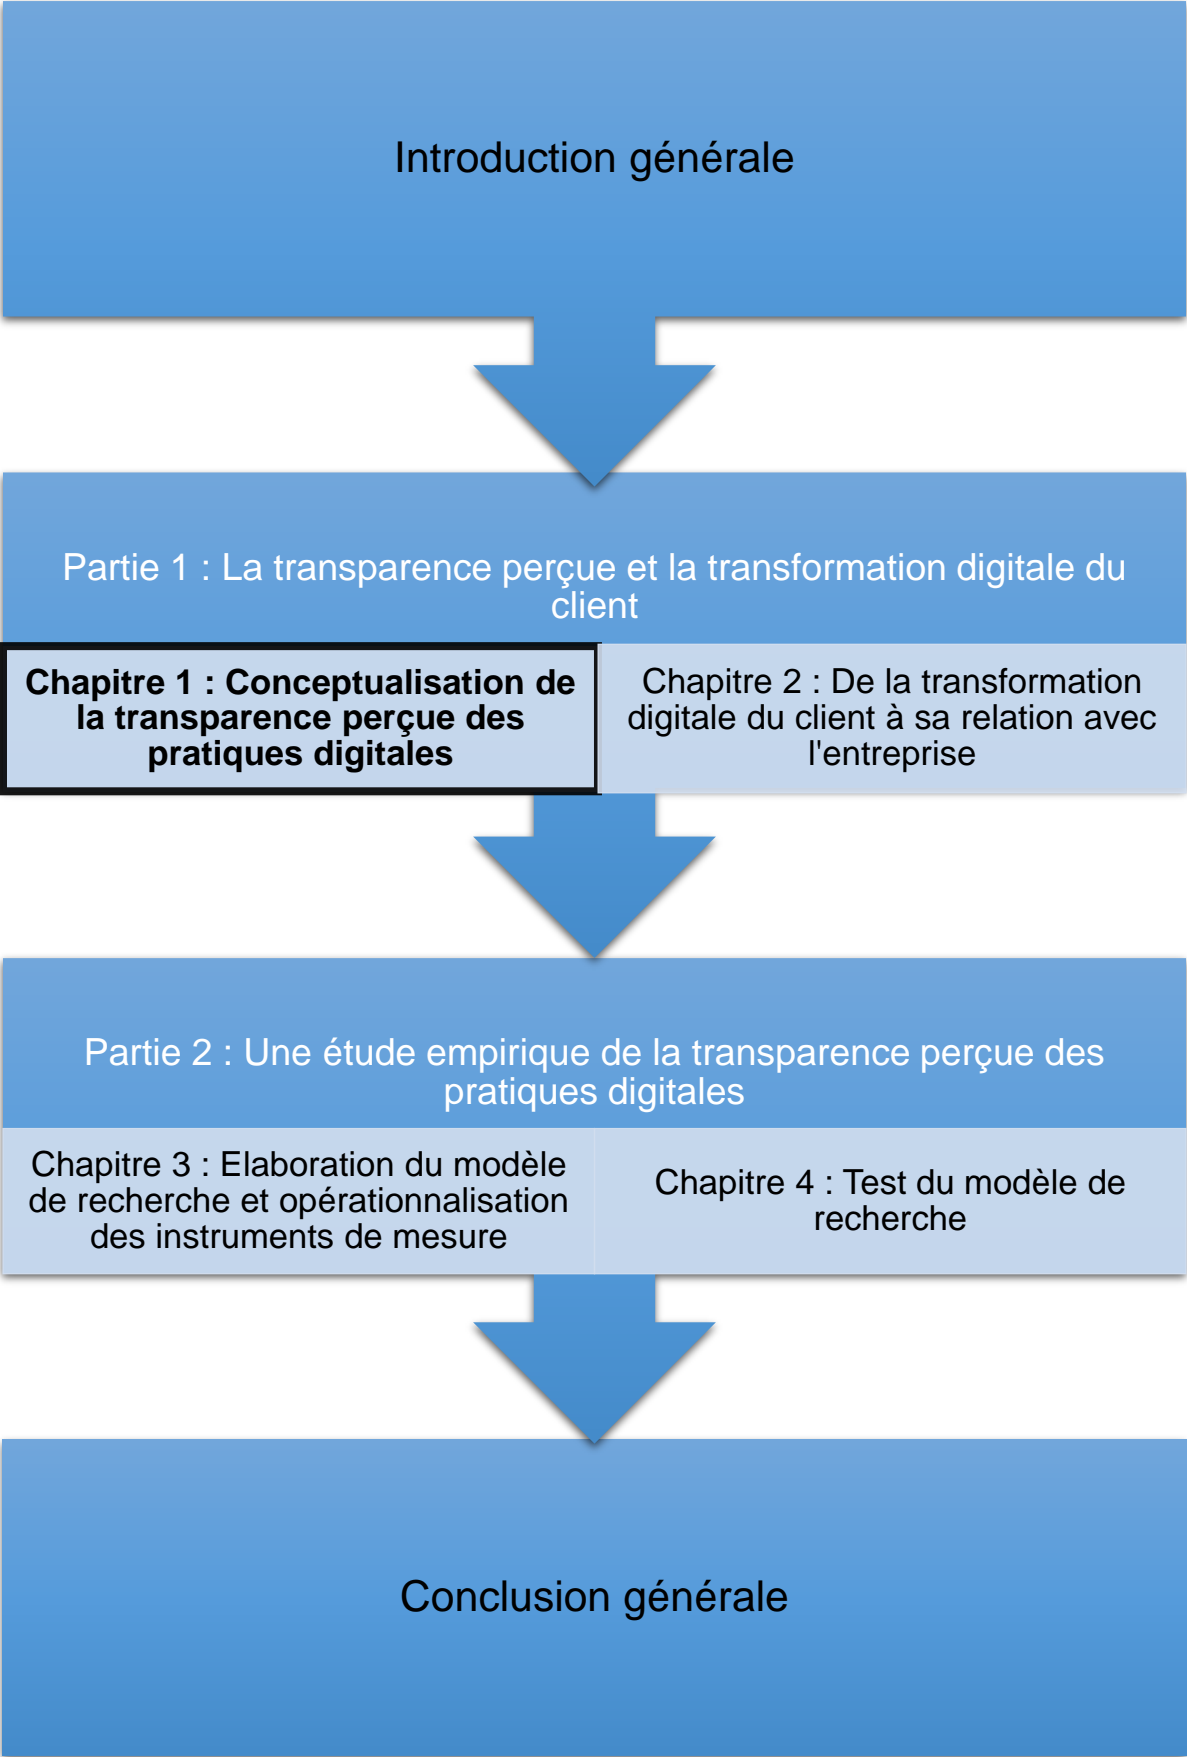 Introduction générale
Partie 1 : La transparence perçue et la transformation digitale du
client
Chapitre 1 : Conceptualisation de
la transparence perçue des
pratiques digitales
Chapitre 2 : De la transformation
digitale du client à sa relation avec
l'entreprise
Partie 2 : Une étude empirique de la transparence perçue des
pratiques digitales
Chapitre 3 : Elaboration du modèle
de recherche et opérationnalisation
des instruments de mesure
Chapitre 4 : Test du modèle de
recherche
Conclusion générale